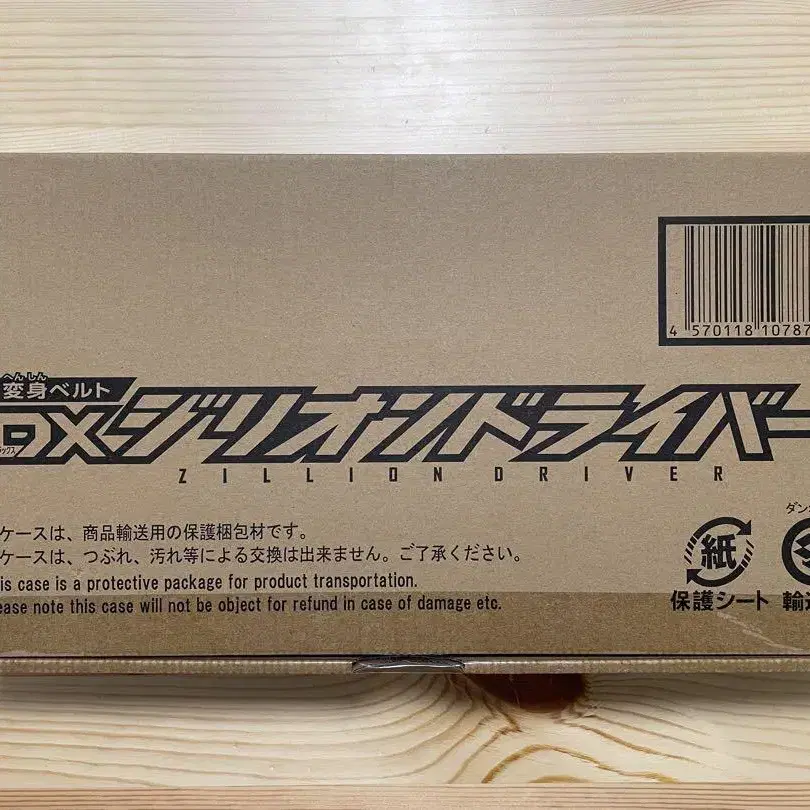 4 570118 10787
へんしん
変身ベルト
DXジリオンドライバー
ZILLION DRIVER
ケースは、商品輸送用の保護梱包材です。
ケースは、つぶれ、汚れ等による交換は出来ません。ご了承ください。
is case is a protective package for product transportation.
ease note this case will not be object for refund in case of damage etc.
紙
保護シート
ダン
輸送